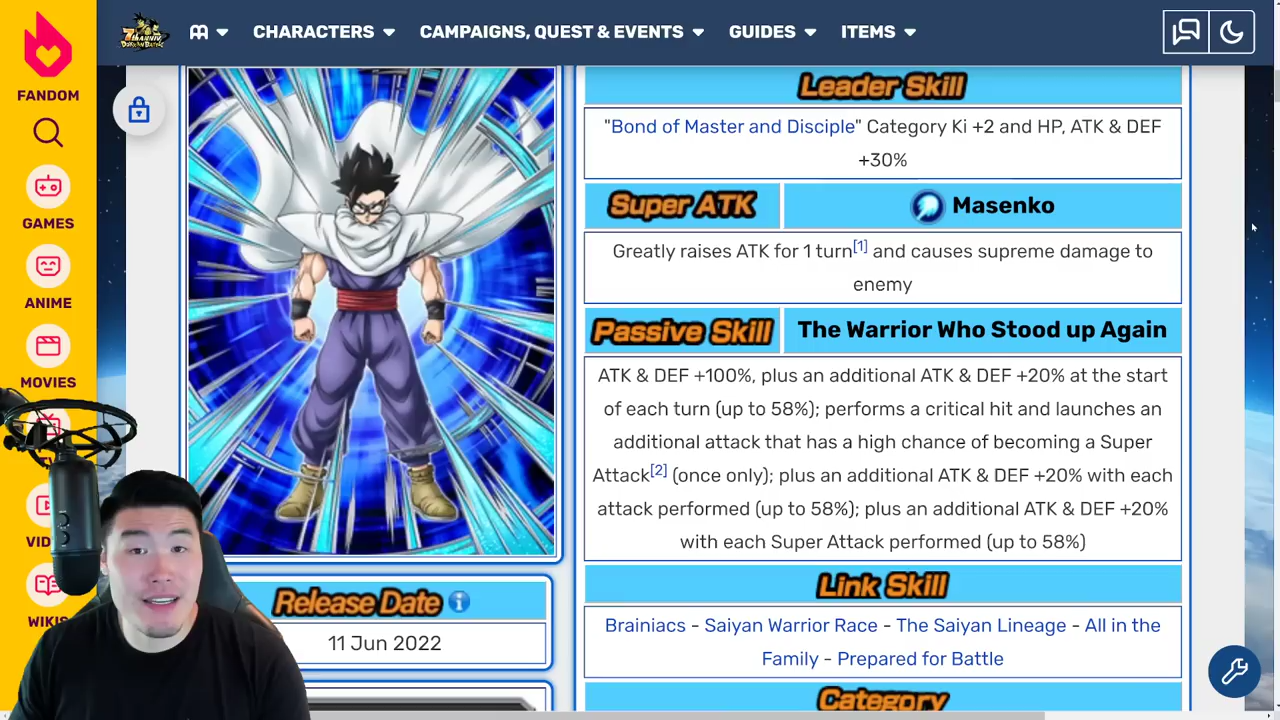 CHARACTERS
CAMPAIGNS, QUEST & EVENTS
GUIDES
ITEMS
FANDOM
GAMES
ANIME
MOVIES
VID
WIKIS
Leader Skill
"Bond of Master and Disciple" Category Ki +2 and HP, ATK & DEF
+30%
Super ATK
Masenko
Greatly raises ATK for 1 turn[1] and causes supreme damage to
enemy
Passive Skill
The Warrior Who Stood up Again
ATK & DEF +100%, plus an additional ATK & DEF +20% at the start
of each turn (up to 58%); performs a critical hit and launches an
additional attack that has a high chance of becoming a Super
Attack[2] (once only); plus an additional ATK & DEF +20% with each
attack performed (up to 58%); plus an additional ATK & DEF +20%
with each Super Attack performed (up to 58%)
Link Skill
Brainiacs - Saiyan Warrior Race - The Saiyan Lineage - All in the
Family - Prepared for Battle
Category
Release Date
11 Jun 2022